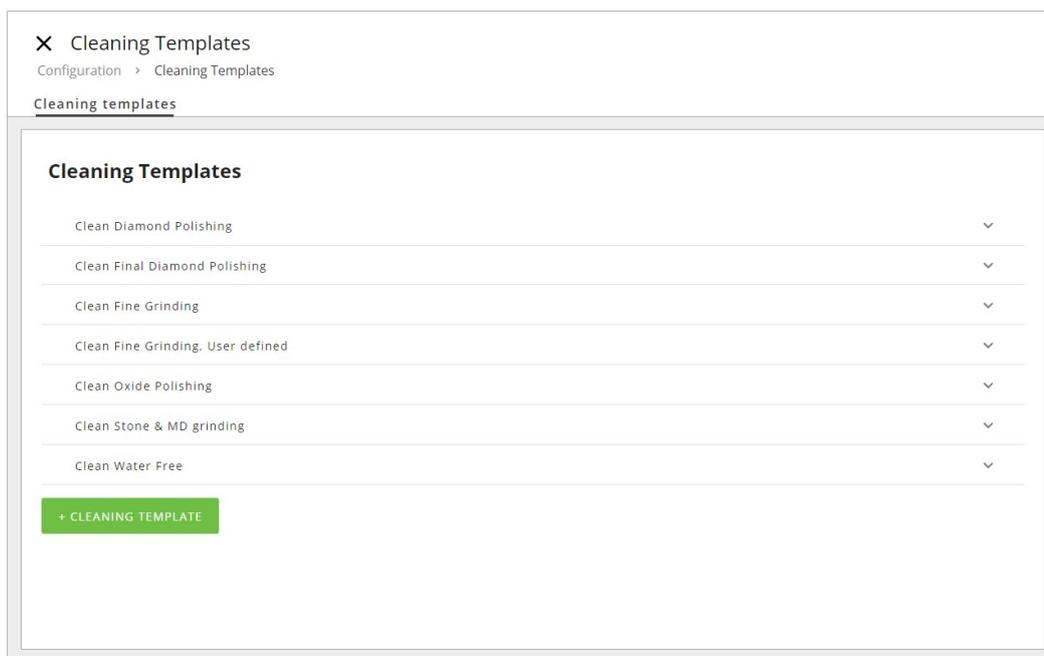 Cleaning Templates
Configuration > Cleaning Templates
Cleaning templates
Cleaning Templates
Clean Diamond Polishing
Clean Final Diamond Polishing
Clean Fine Grinding
Clean Fine Grinding. User defined
Clean Oxide Polishing
Clean Stone & MD grinding
Clean Water Free
+ CLEANING TEMPLATE